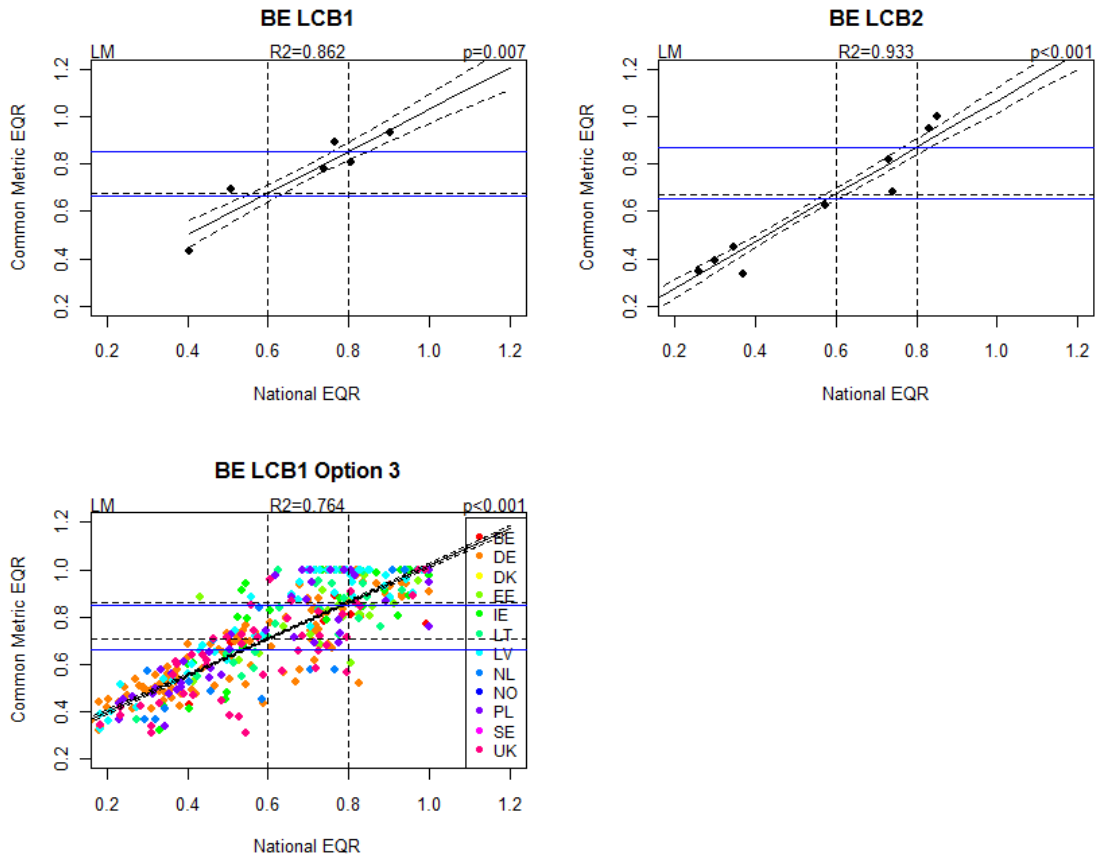 BE LCB1
LM R2=0.862 p=0.007
Common Metric EQR
1.2
1.0
0.8
0.6
0.4
0.2
0.2 0.4 0.6 0.8 1.0 1.2
National EQR
BE LCB2
LM R2=0.933 p<0.001
Common Metric EQR
1.2
1.0
0.8
0.6
0.4
0.2
0.2 0.4 0.6 0.8 1.0 1.2
National EQR
BE LCB1 Option 3
LM R2=0.764 p<0.001
Common Metric EQR
1.2
1.0
0.8
0.6
0.4
0.2
BE
DE
DK
EE
IE
LT
LV
NL
NO
PL
SE
UK
0.2 0.4 0.6 0.8 1.0 1.2
National EQR